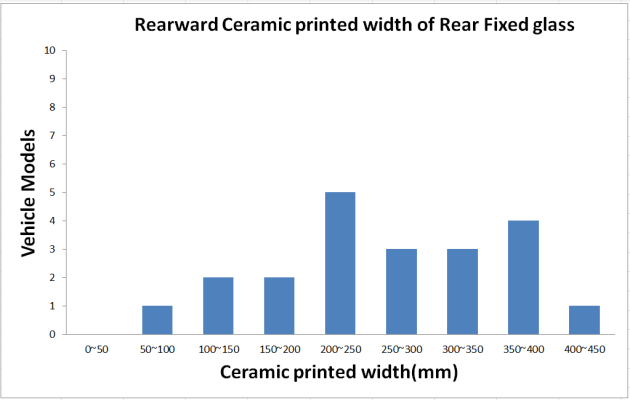 Rearward Ceramic printed width of Rear Fixed glass
10
9
8
7
6
5
4
3
2
1
0
Vehicle Models
0~50 50~100 100~150 150~200 200~250 250~300 300~350 350~400 400~450
Ceramic printed width(mm)